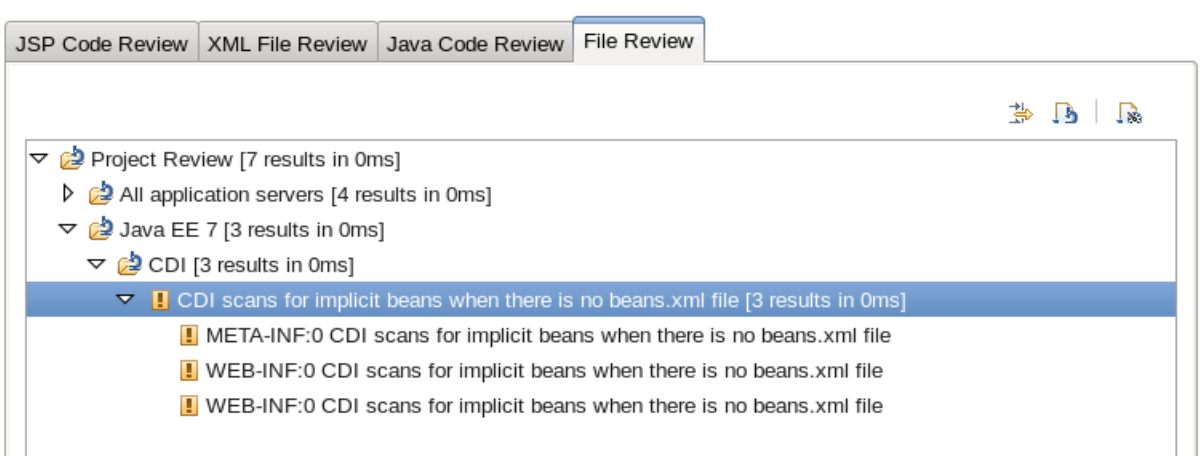 JSP Code Review XML File Review Java Code Review File Review
Project Review [7 results in 0ms]
All application servers [4 results in 0ms]
Java EE 7 [3 results in 0ms]
CDI [3 results in 0ms]
CDI scans for implicit beans when there is no beans.xml file [3 results in 0ms]
META-INF:0 CDI scans for implicit beans when there is no beans.xml file
WEB-INF:0 CDI scans for implicit beans when there is no beans.xml file
WEB-INF:0 CDI scans for implicit beans when there is no beans.xml file